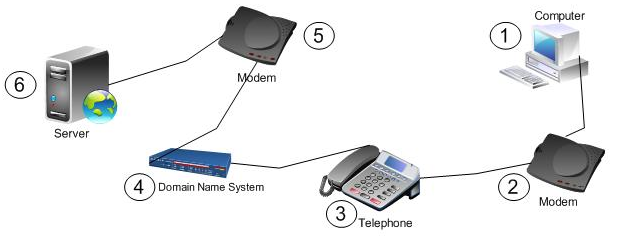 Computer
1
Modem
2
Telephone
3
Domain Name System
4
Modem
5
Server
6